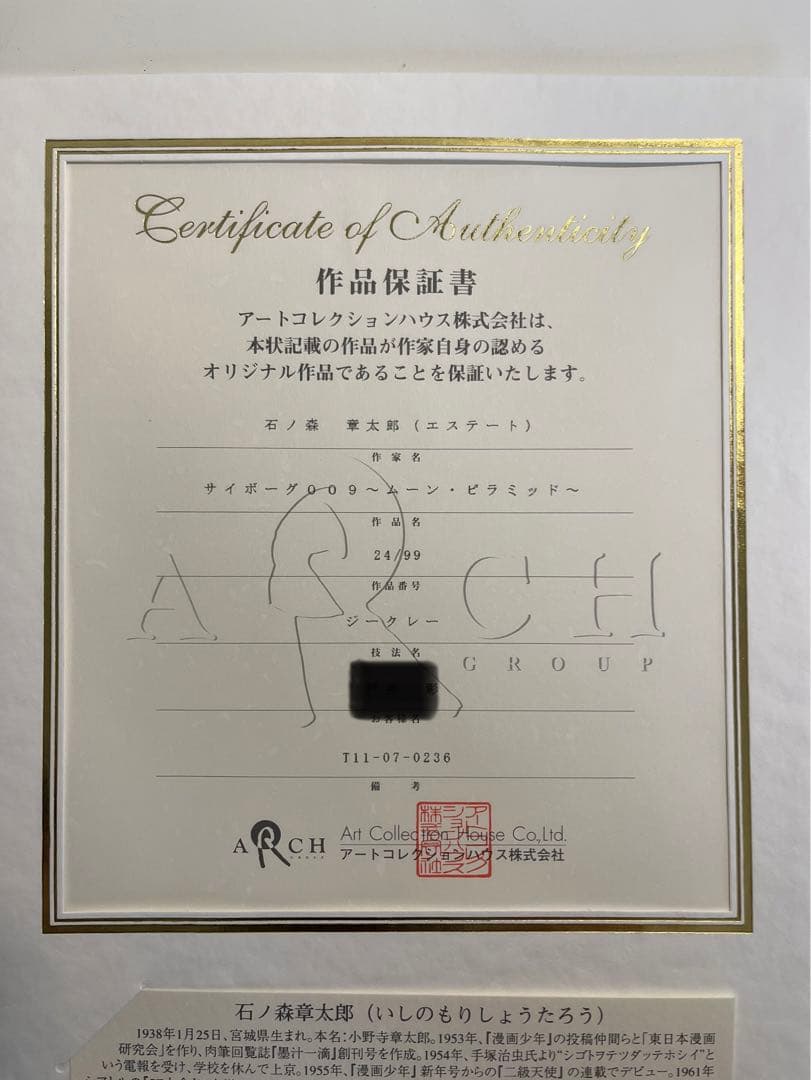 Certificate of Authenticity
作品保証書
アートコレクションハウス株式会社は、
本状記載の作品が作家自身の認める
オリジナル作品であることを保証いたします。
石ノ森　章太郎(エステート)
作家名
サイボーグ009～ムーン・ピラミッド～
作品名
24/99
作品番号
ジークレー
技法名
ARCH
GROUP
お客様名
T11-07-0236
備　考
ARCH
GROUP
Art Collection House Co,Ltd.
アートコレクションハウス株式会社
石ノ森章太郎(いしのもりしょうたろう)
1938年1月25日、宮城県生まれ。本名:小野寺章太郎。1953年、『漫画少年』の投稿仲間らと「東日本漫画
研究会」を作り、肉筆回覧誌『墨汁一滴』創刊号を作成。1954年、手塚治虫氏より"シゴトヲテツダッテホシイ"と
いう電報を受け、学校を休んで上京。1955年、『漫画少年』新年号からの『二級天使』の連載でデビュー。1961年